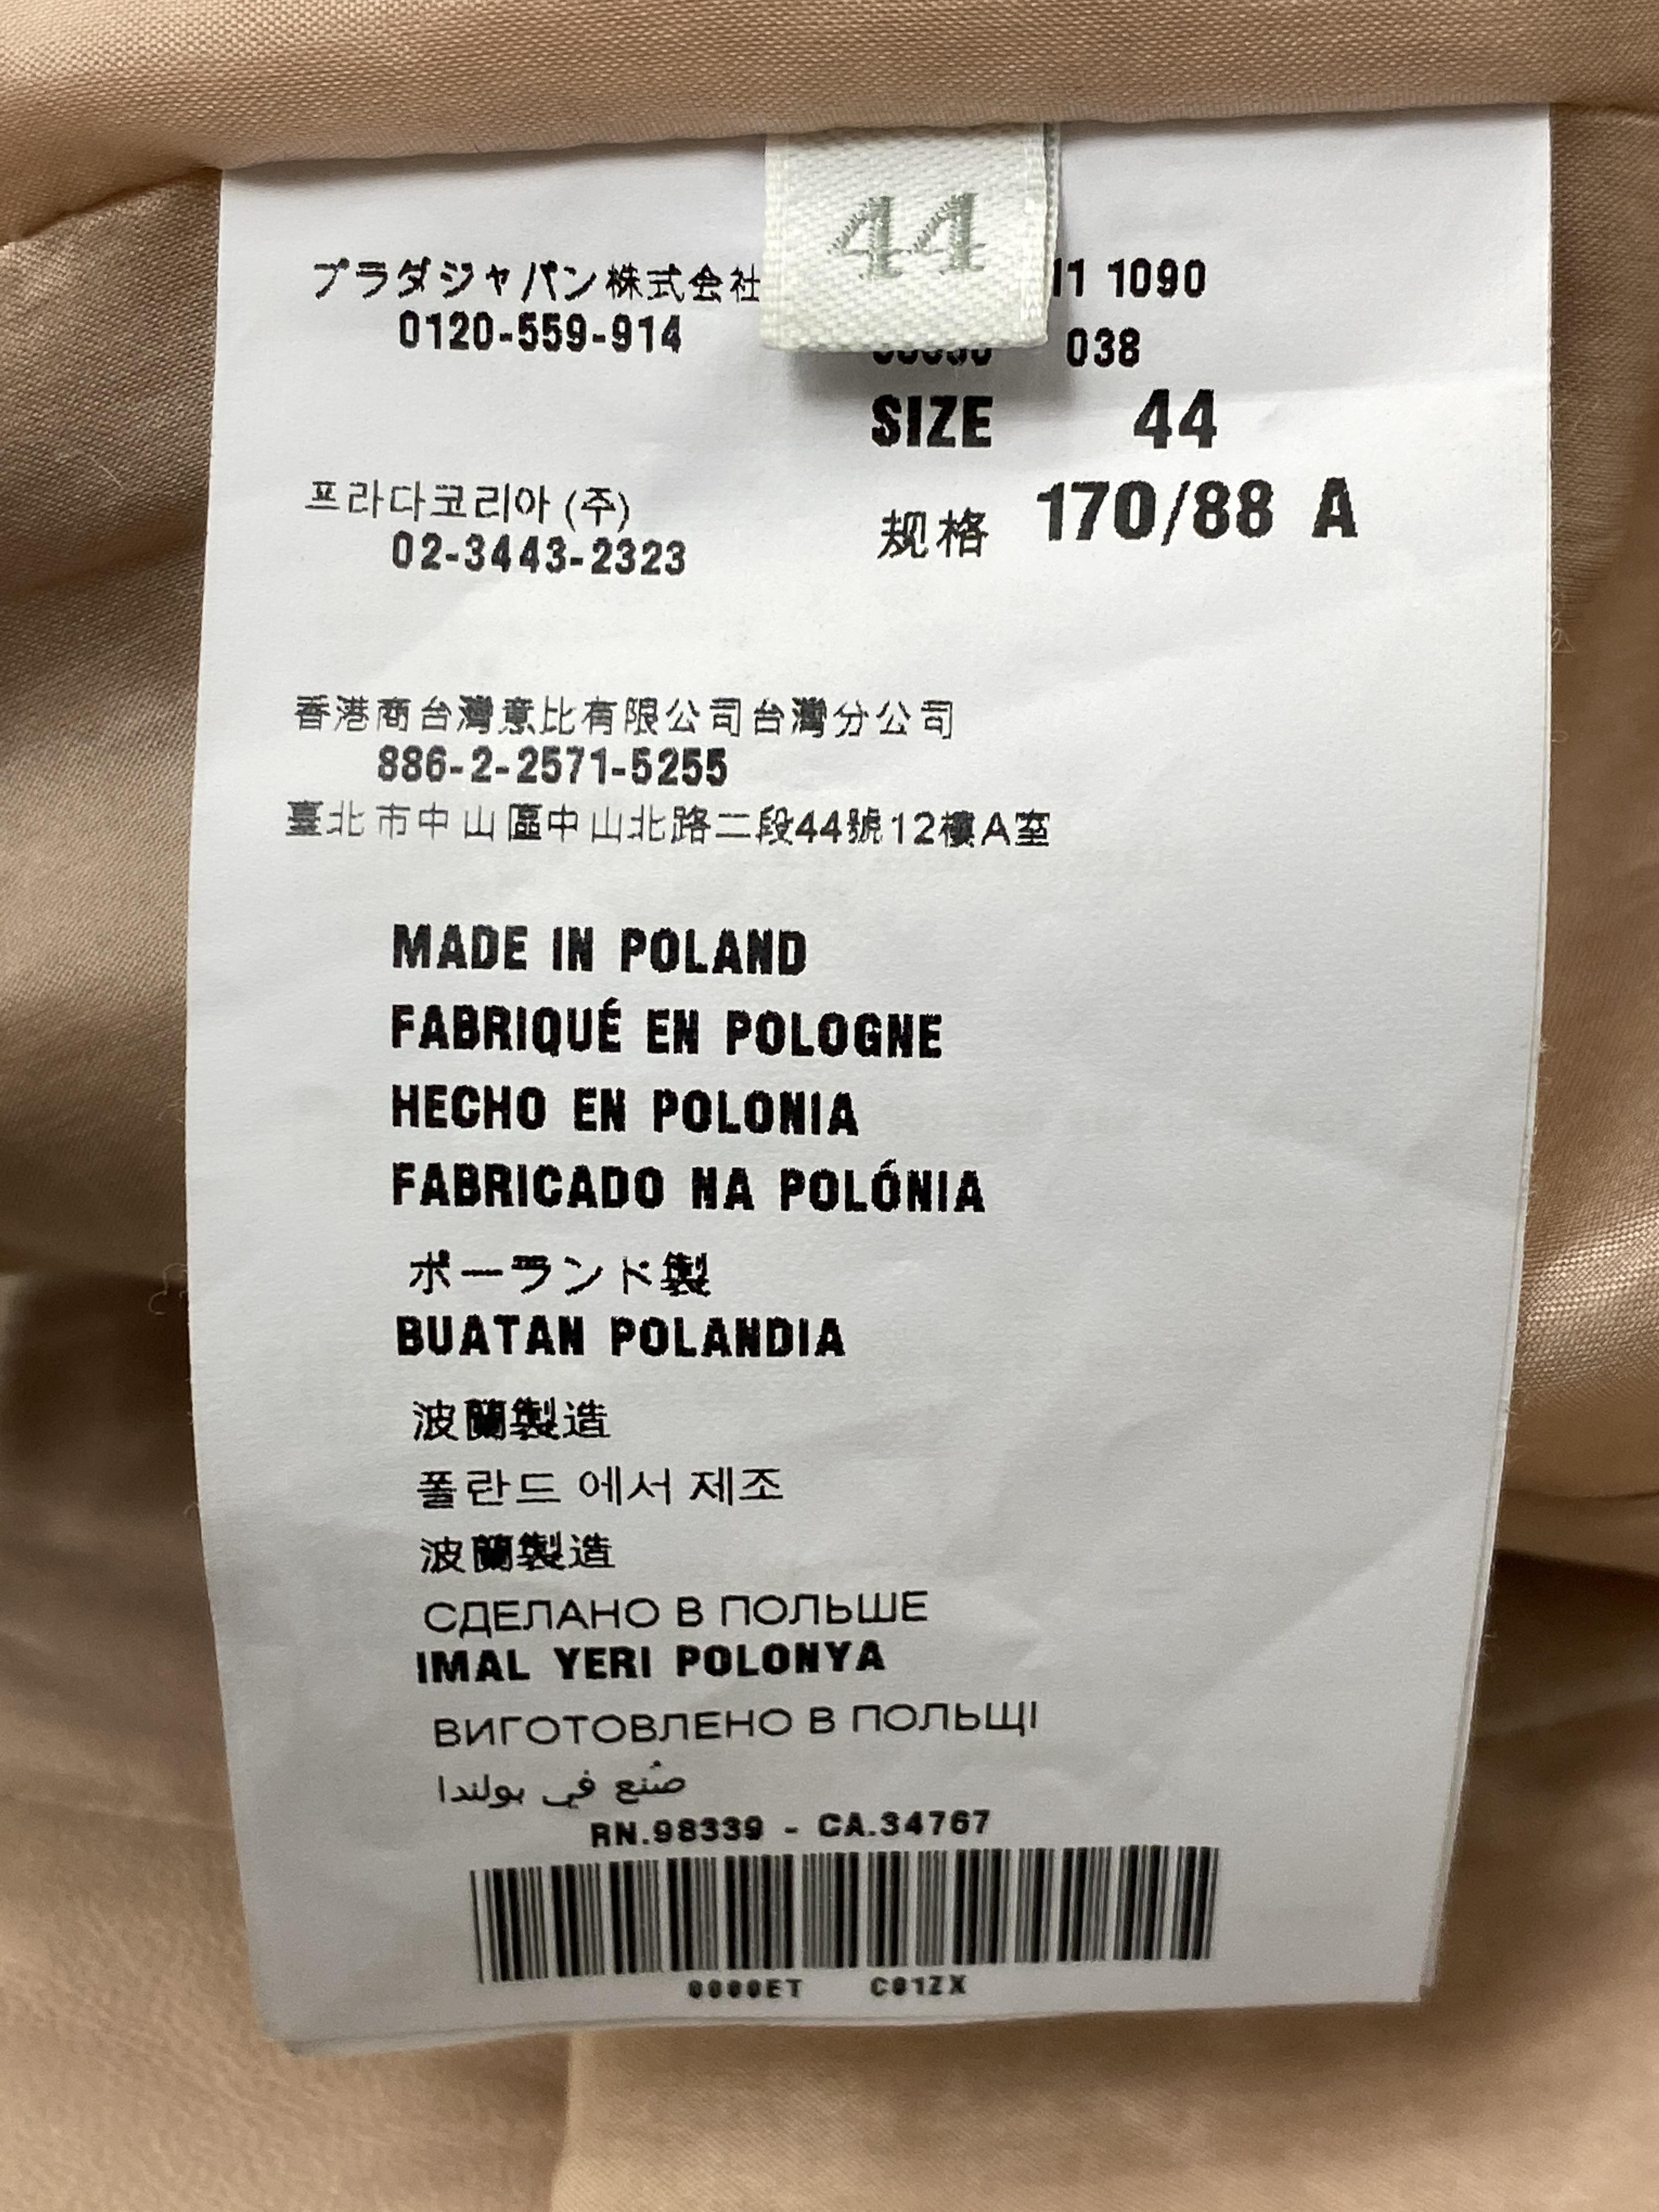 44
プラダジャパン株式会社
1090
0120-559-914
038
SIZE 44
프라다코리아 (주)
规格 170/88 A
02-3443-2323
香港商台灣意比有限公司台灣分公司
886-2-2571-5255
臺北市中山區中山北路二段44號12樓A室
MADE IN POLAND
FABRIQUÉ EN POLOGNE
HECHO EN POLONIA
FABRICADO NA POLÓNIA
ポーランド製
BUATAN POLANDIA
波蘭製造
폴란드 에서 제조
波蘭製造
СДЕЛАНО В ПОЛЬШЕ
IMAL YERI POLONYA
ВИГОТОВЛЕНО В ПОЛЬЩІ
صُنع في بولندا
RN.98339 - CA.34767
0000ET C01ZX